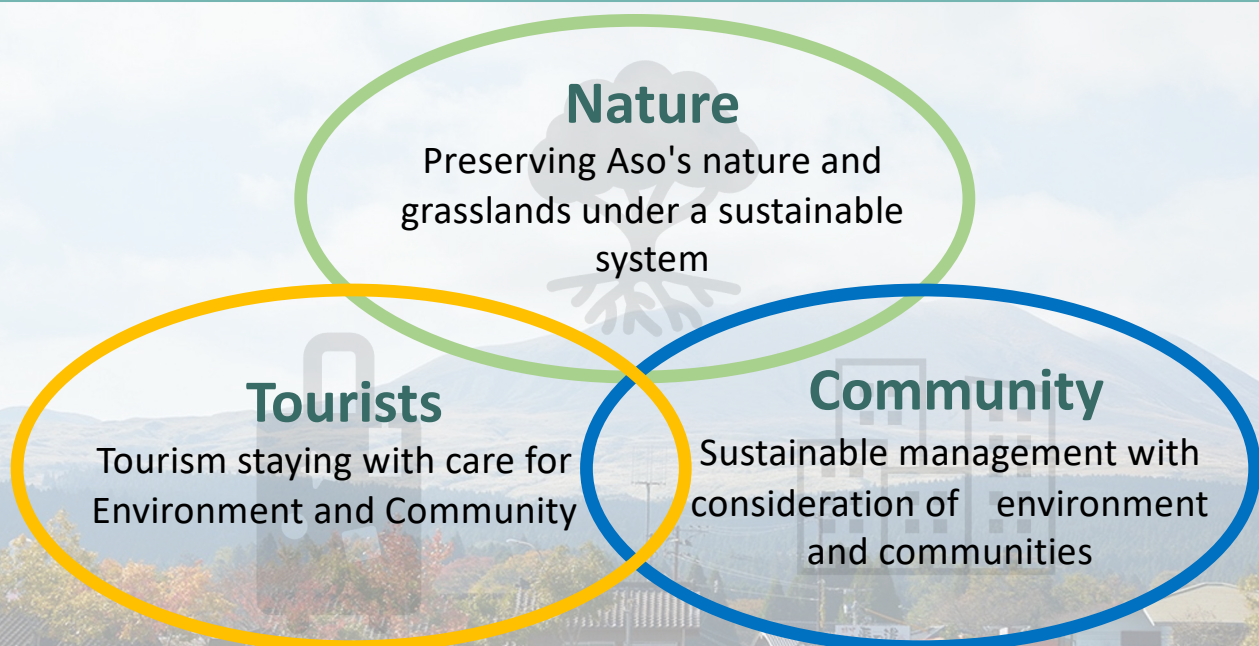 Nature
Preserving Aso's nature and
grasslands under a sustainable
system
Tourists
Tourism staying with care for
Environment and Community
Community
Sustainable management with
consideration of environment
and communities